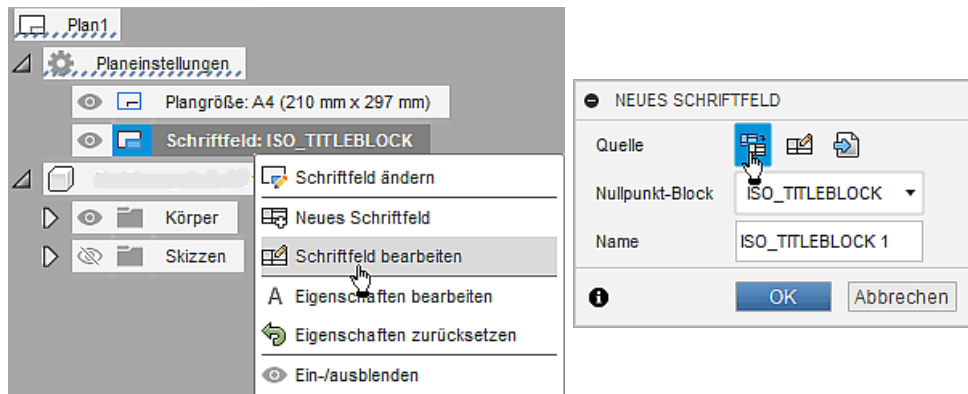 Plan1
Planeinstellungen
Plangröße: A4 (210 mm x 297 mm)
Schriftfeld: ISO_TITLEBLOCK
Schriftfeld ändern
Neues Schriftfeld
Körper
Skizzen
Schriftfeld bearbeiten
A Eigenschaften bearbeiten
Eigenschaften zurücksetzen
Ein-/ausblenden
NEUES SCHRIFTFELD
Quelle
Nullpunkt-Block ISO_TITLEBLOCK
Name ISO_TITLEBLOCK 1
OK Abbrechen